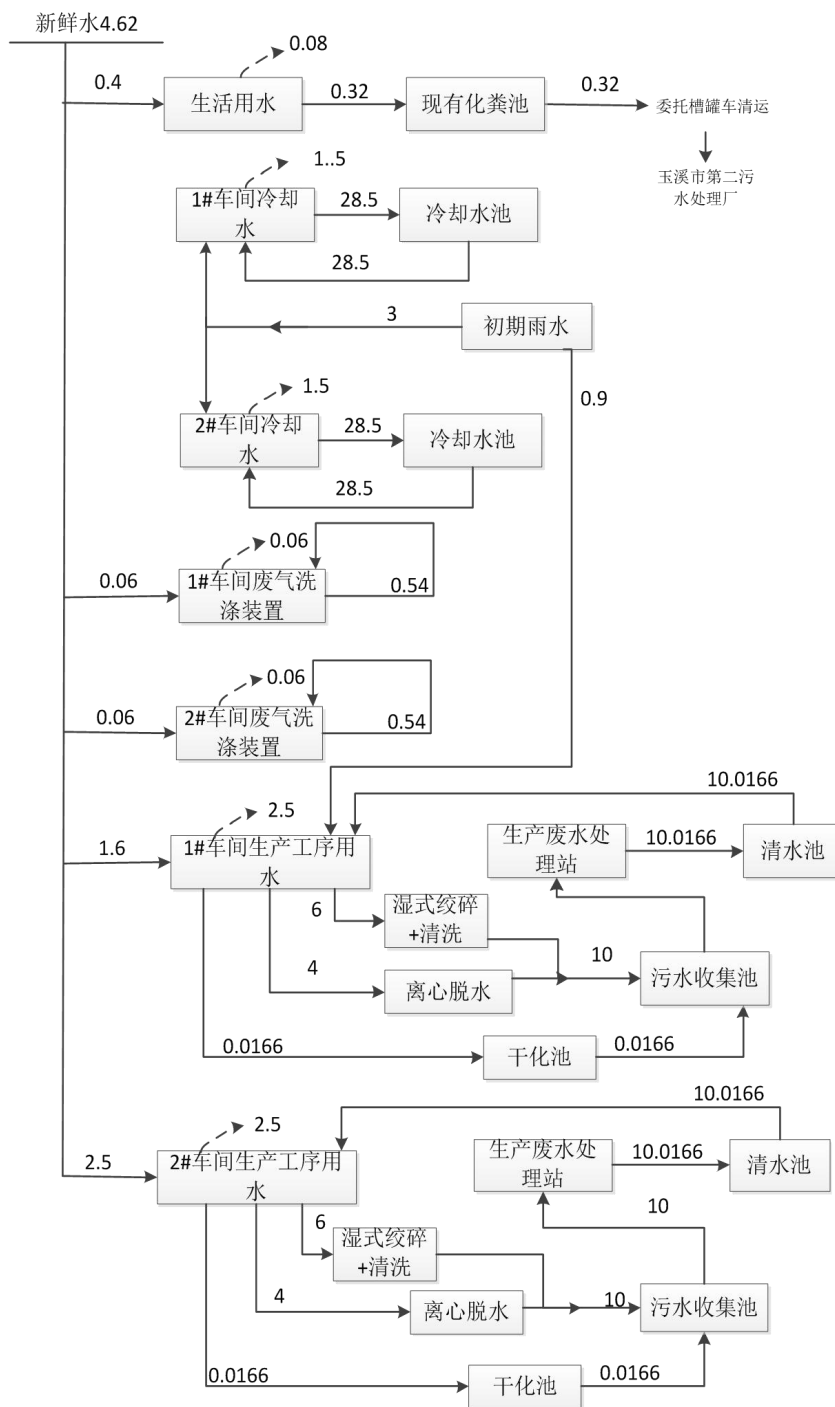 新鲜水4.62
0.08
0.4
生活用水
0.32
现有化粪池
0.32
委托槽罐车清运
玉溪市第二污
水处理厂
1..5
1#车间冷却
水
28.5
冷却水池
28.5
3
初期雨水
0.9
1.5
2#车间冷却
水
28.5
冷却水池
28.5
0.06
0.06
1#车间废气洗
涤装置
0.54
0.06
0.06
2#车间废气洗
涤装置
0.54
10.0166
2.5
1.6
1#车间生产工序用
水
生产废水处
理站
10.0166
清水池
6
湿式绞碎
+清洗
4
离心脱水
10
污水收集池
0.0166
干化池
0.0166
10.0166
2.5
2.5
2#车间生产工序用
水
生产废水处
理站
10.0166
清水池
10
6
湿式绞碎
+清洗
4
离心脱水
10
污水收集池
0.0166
干化池
0.0166